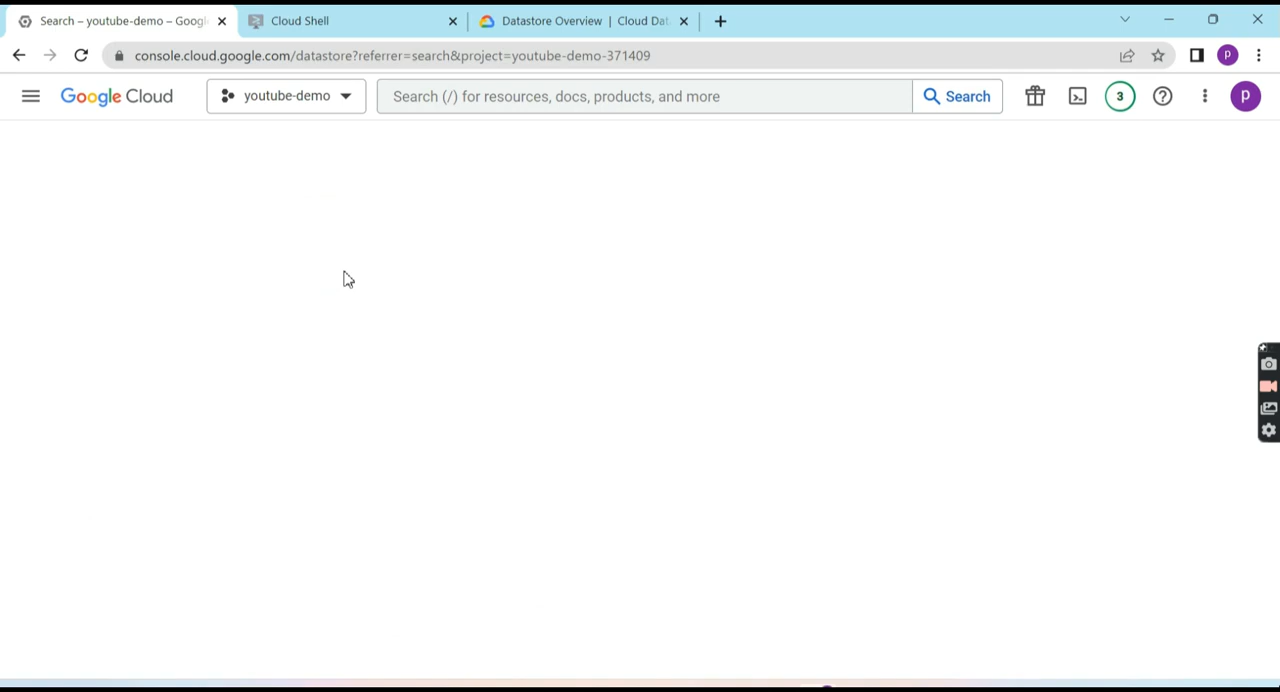 Search – youtube-demo – Googl
Cloud Shell
Datastore Overview | Cloud Dat
console.cloud.google.com/datastore?referrer=search&project=youtube-demo-371409
P
Google Cloud
youtube-demo
Search (/) for resources, docs, products, and more
Search
3
P